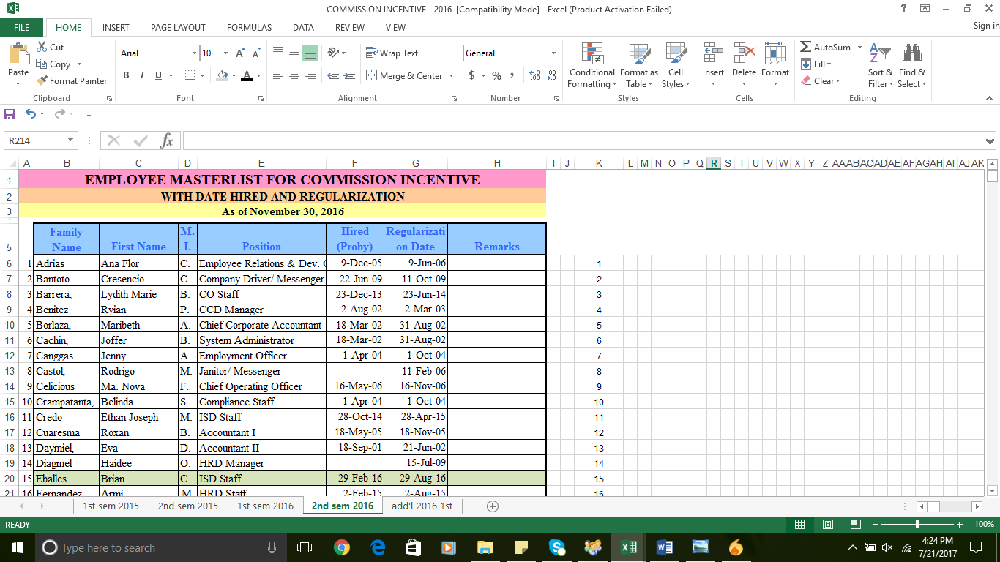 COMMISSION INCENTIVE - 2016 [Compatibility Mode] - Excel (Product Activation Failed)
FILE HOME INSERT PAGE LAYOUT FORMULAS DATA REVIEW VIEW Sign in
Cut
Copy
Format Painter
Paste
Clipboard
Arial 10
B I U
Font
Wrap Text
Merge & Center
Alignment
General
$ % ,
Number
Conditional Formatting Format as Table Cell Styles
Styles
Insert Delete Format
Cells
AutoSum
Fill
Clear
Sort & Filter Find & Select
Editing
R214 fx
A B C D E F G H I J K L M N O P Q R S T U V W X Y Z AA AB AC AD AE AF AG AH AI AJ AK
1 EMPLOYEE MASTERLIST FOR COMMISSION INCENTIVE
2 WITH DATE HIRED AND REGULARIZATION
3 As of November 30, 2016
5 Family Name First Name M. I. Position Hired (Proby) Regularizati on Date Remarks
6 1 Adrias Ana Flor C. Employee Relations & Dev. 9-Dec-05 9-Jun-06 1
7 2 Bantoto Cresencio C. Company Driver/ Messenger 22-Jun-09 11-Oct-09 2
8 3 Barrera, Lydith Marie B. CO Staff 23-Dec-13 23-Jun-14 3
9 4 Benitez Ryian P. CCD Manager 2-Aug-02 2-Mar-03 4
10 5 Borlaza, Maribeth A. Chief Corporate Accountant 18-Mar-02 31-Aug-02 5
11 6 Cachin, Joffer B. System Administrator 18-Mar-02 31-Aug-02 6
12 7 Canggas Jenny A. Employment Officer 1-Apr-04 1-Oct-04 7
13 8 Castol, Rodrigo M. Janitor/ Messenger 11-Feb-06 8
14 9 Celicious Ma. Nova F. Chief Operating Officer 16-May-06 16-Nov-06 9
15 10 Crampatanta, Belinda S. Compliance Staff 1-Apr-04 1-Oct-04 10
16 11 Credo Ethan Joseph M. ISD Staff 28-Oct-14 28-Apr-15 11
17 12 Cuaresma Roxan B. Accountant I 18-May-05 18-Nov-05 12
18 13 Daymiel, Eva D. Accountant II 18-Sep-01 21-Jun-02 13
19 14 Diagmel Haidee O. HRD Manager 15-Jul-09 14
20 15 Eballes Brian C. ISD Staff 29-Feb-16 29-Aug-16 15
21 16 Fernandez Armi M. HRD Staff 2-Feb-15 2-Aug-15 16
1st sem 2015 2nd sem 2015 1st sem 2016 2nd sem 2016 add'l-2016 1st
READY 100%
Type here to search
4:24 PM
7/21/2017